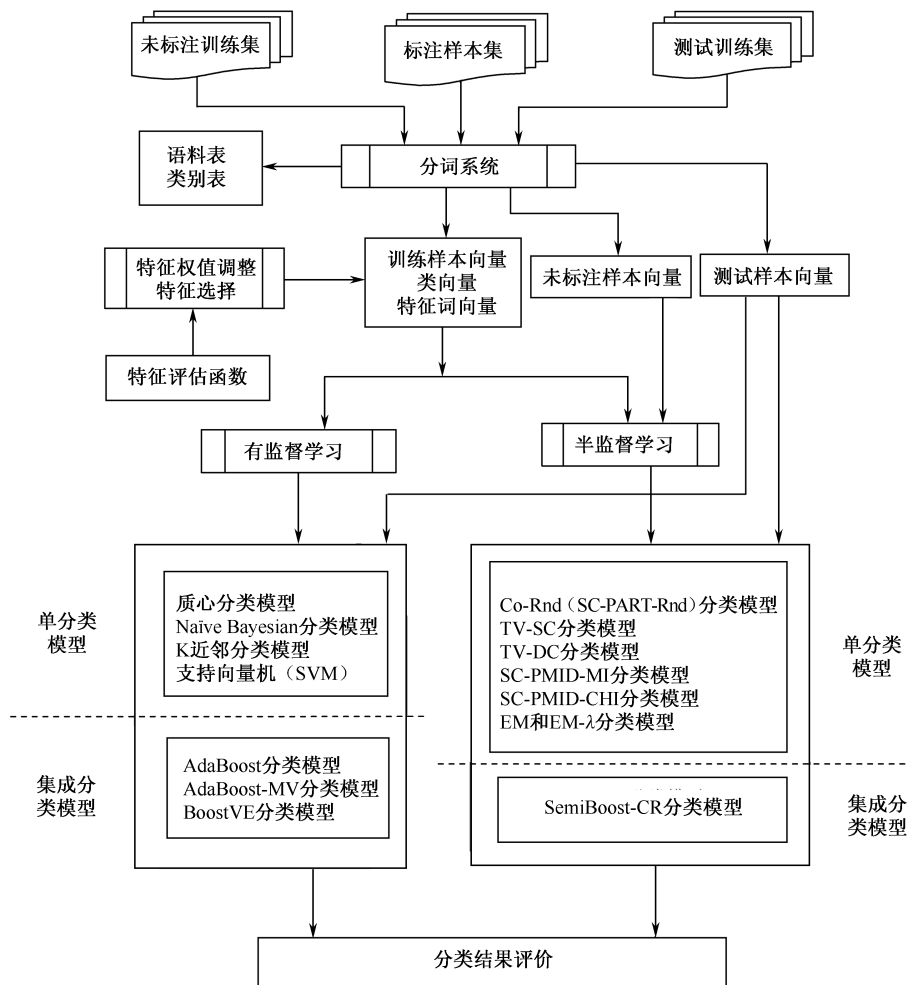 未标注训练集
标注样本集
测试训练集
语料表
类别表
分词系统
特征权值调整
特征选择
训练样本向量
类向量
特征词向量
未标注样本向量
测试样本向量
特征评估函数
有监督学习
半监督学习
单分类
模型
质心分类模型
Naïve Bayesian分类模型
K近邻分类模型
支持向量机（SVM）
Co-Rnd（SC-PART-Rnd）分类模型
TV-SC分类模型
TV-DC分类模型
SC-PMID-MI分类模型
SC-PMID-CHI分类模型
EM和EM-λ分类模型
单分类
模型
集成分
类模型
AdaBoost分类模型
AdaBoost-MV分类模型
BoostVE分类模型
SemiBoost-CR分类模型
集成分
类模型
分类结果评价